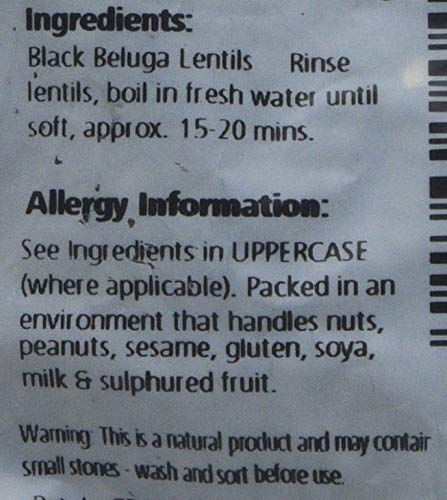 Ingredients:
Black Beluga Lentils Rinse
lentils, boil in fresh water until
soft, approx. 15-20 mins.
Allergy Information:
See Ingredients in UPPERCASE
(where applicable). Packed in an
environment that handles nuts,
peanuts, sesame, gluten, soya,
milk & sulphured fruit.
Warning: This is a natural product and may contain
small stones - wash and sort before use.